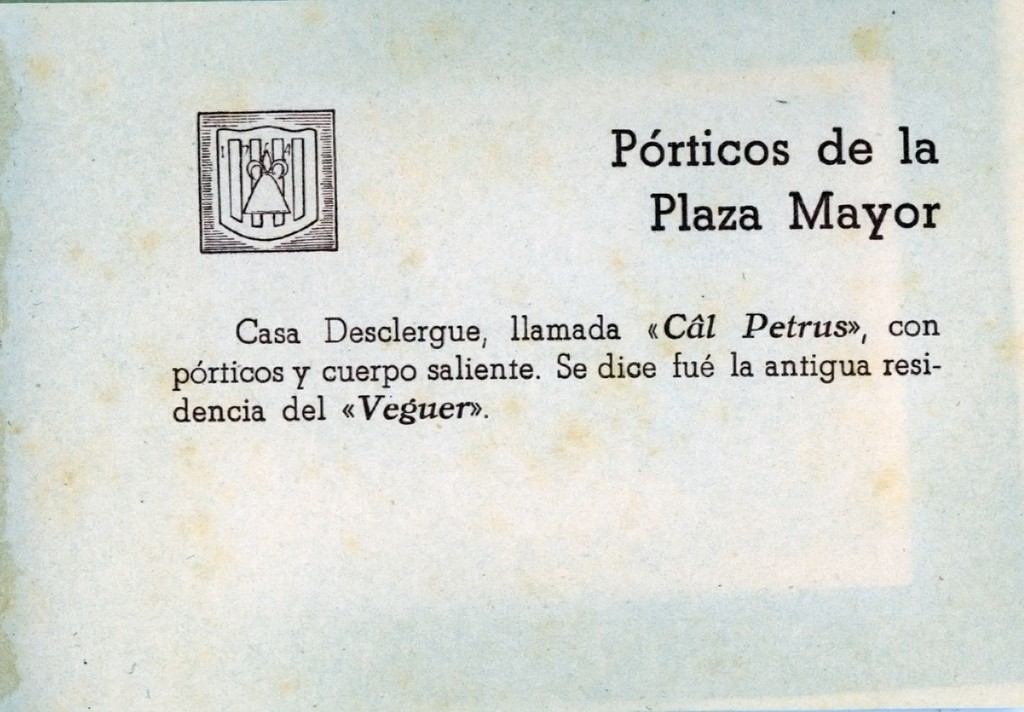 Pórticos de la
Plaza Mayor
Casa Desclergue, llamada «Câl Petrus», con
pórticos y cuerpo saliente. Se dice fué la antigua resi-
dencia del «Veguer».